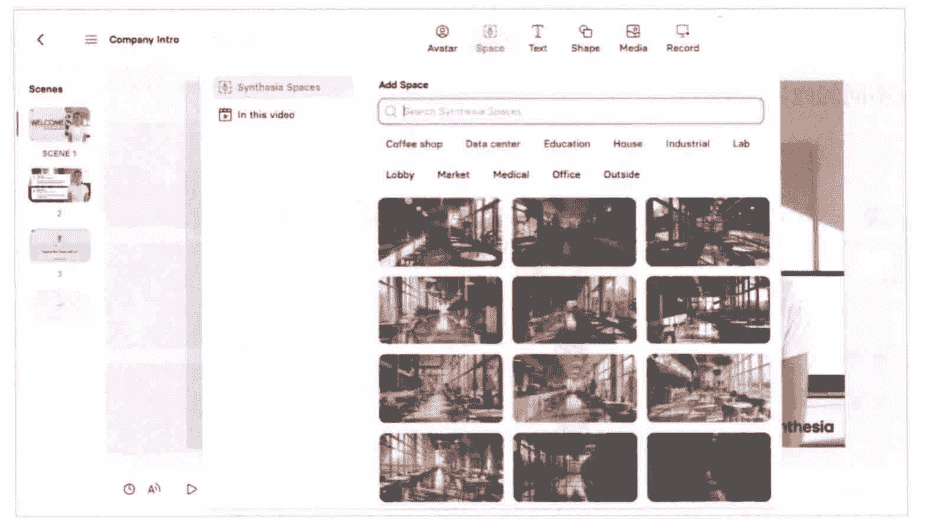 Company Intro
Avatar
Space
Text
Shape
Media
Record
Scenes
WELCOME
SCENE 1
2
3
Synthesia Spaces
In this video
Add Space
Search Synthesia Spaces
Coffee shop Data center Education House Industrial Lab
Lobby Market Medical Office Outside
nthesia